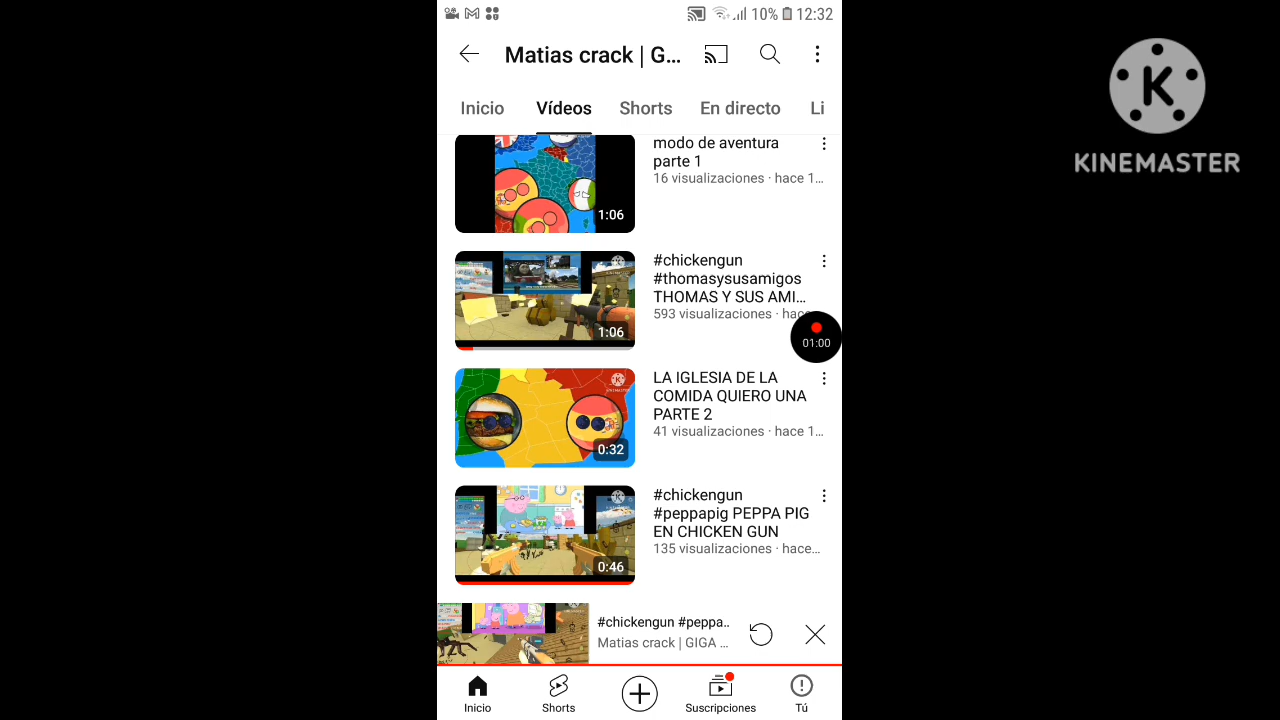 10% 12:32
Matias crack | G...
Inicio Vídeos Shorts En directo Li
modo de aventura
parte 1
16 visualizaciones · hace 1...
1:06
#chickengun
#thomasysusamigos
THOMAS Y SUS AMI...
593 visualizaciones · hace
1:06
01:00
LA IGLESIA DE LA
COMIDA QUIERO UNA
PARTE 2
41 visualizaciones · hace 1...
0:32
#chickengun
#peppapig PEPPA PIG
EN CHICKEN GUN
135 visualizaciones · hace...
0:46
#chickengun #peppa..
Matias crack | GIGA ...
Inicio Shorts Suscripciones Tú
K
KINEMASTER